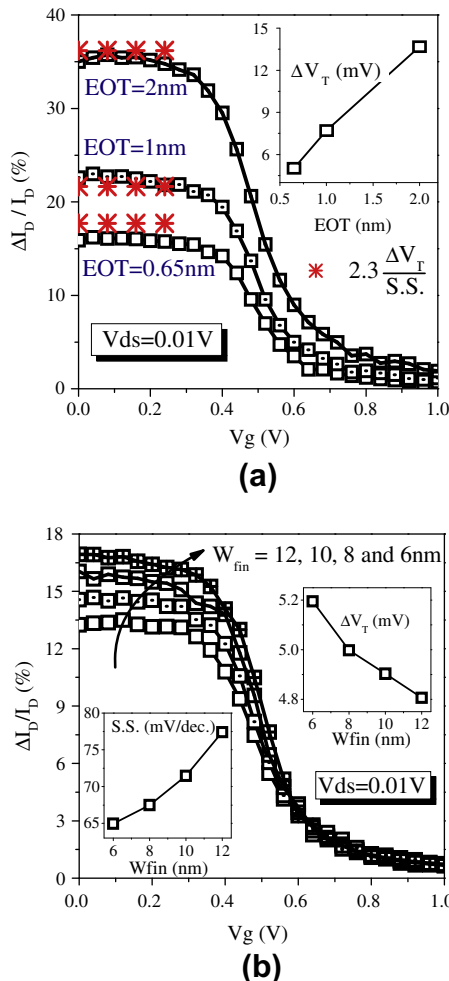 40
30
20
10
0
ΔI_D / I_D (%)
EOT=2nm
EOT=1nm
EOT=0.65nm
Vds=0.01V
15
12
9
6
3
ΔV_T (mV)
0.5 1.0 1.5 2.0
EOT (nm)
2.3 ΔV_T / S.S.
0.0 0.2 0.4 0.6 0.8 1.0
Vg (V)
(a)
18
15
12
9
6
3
0
ΔI_D/I_D (%)
W_fin = 12, 10, 8 and 6nm
5.2
5.0
4.8
ΔV_T (mV)
6 8 10 12
Wfin (nm)
80
75
70
65
S.S. (mV/dec.)
6 8 10 12
Wfin (nm)
Vds=0.01V
0.0 0.2 0.4 0.6 0.8 1.0
Vg (V)
(b)